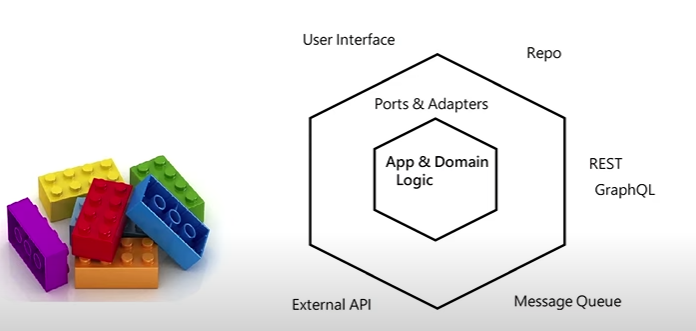 User Interface
Repo
Ports & Adapters
App & Domain
Logic
REST
GraphQL
External API
Message Queue